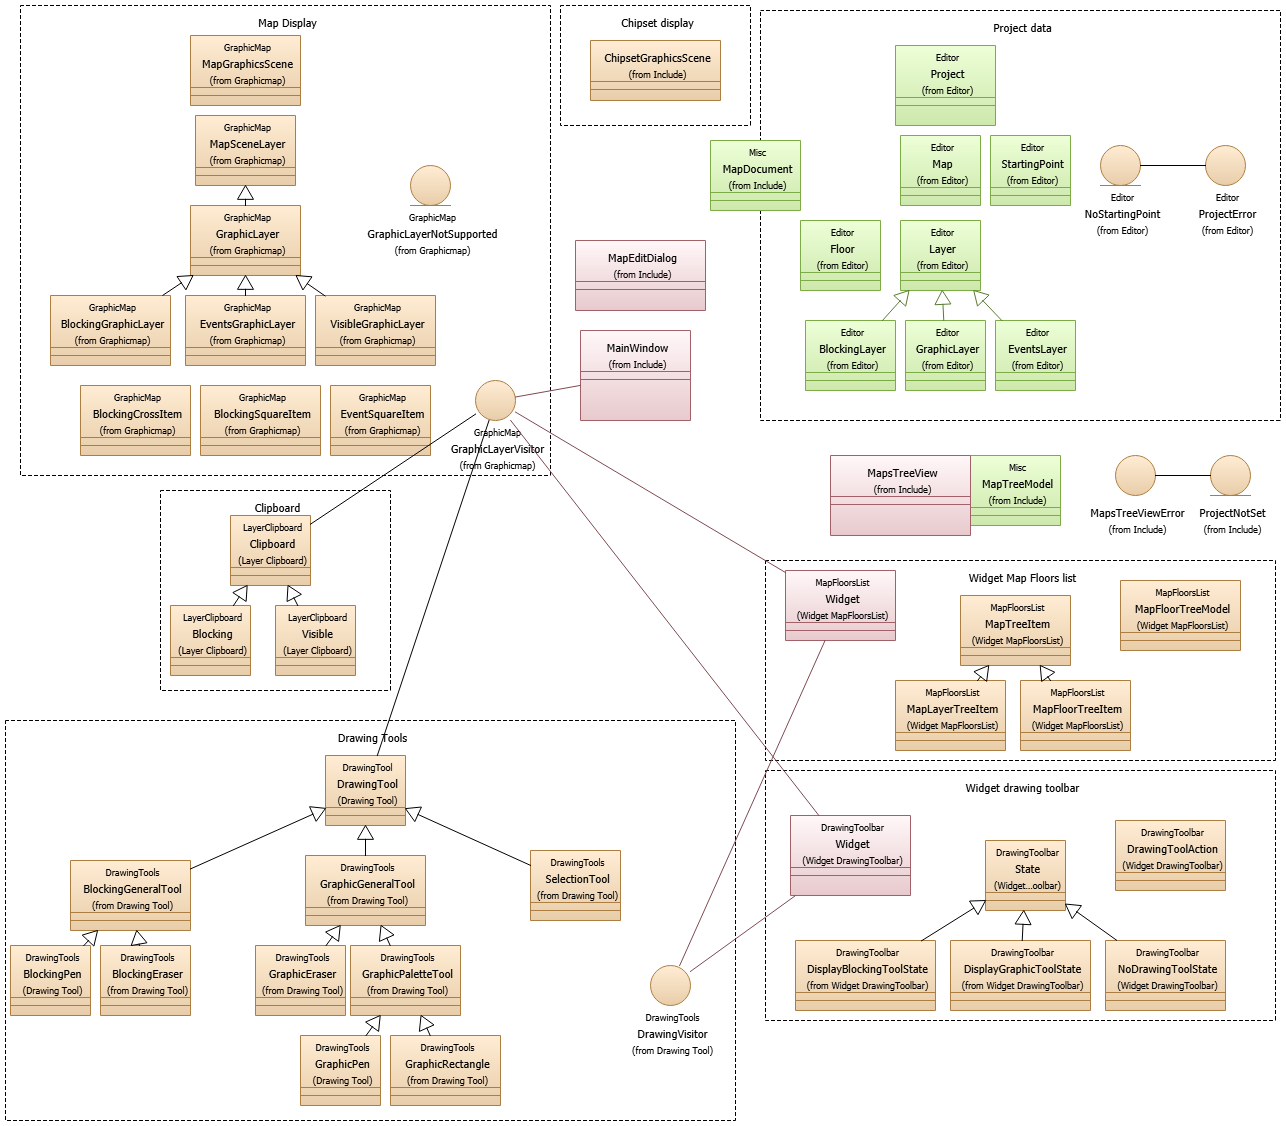 Map Display
GraphicMap
MapGraphicsScene
(from Graphicmap)
GraphicMap
MapSceneLayer
(from Graphicmap)
GraphicMap
GraphicLayer
(from Graphicmap)
GraphicMap
GraphicLayerNotSupported
(from Graphicmap)
GraphicMap
BlockingGraphicLayer
(from Graphicmap)
GraphicMap
EventsGraphicLayer
(from Graphicmap)
GraphicMap
VisibleGraphicLayer
(from Graphicmap)
GraphicMap
BlockingCrossItem
(from Graphicmap)
GraphicMap
BlockingSquareItem
(from Graphicmap)
GraphicMap
EventSquareItem
(from Graphicmap)
GraphicMap
GraphicLayerVisitor
(from Graphicmap)
Chipset display
ChipsetGraphicsScene
(from Include)
Project data
Editor
Project
(from Editor)
Misc
MapDocument
(from Include)
Editor
Map
(from Editor)
Editor
StartingPoint
(from Editor)
Editor
NoStartingPoint
(from Editor)
Editor
ProjectError
(from Editor)
Editor
Floor
(from Editor)
Editor
Layer
(from Editor)
Editor
BlockingLayer
(from Editor)
Editor
GraphicLayer
(from Editor)
Editor
EventsLayer
(from Editor)
MapEditDialog
(from Include)
MainWindow
(from Include)
MapsTreeView
(from Include)
Misc
MapTreeModel
(from Include)
MapsTreeViewError
(from Include)
ProjectNotSet
(from Include)
Clipboard
LayerClipboard
Clipboard
(Layer Clipboard)
LayerClipboard
Blocking
(Layer Clipboard)
LayerClipboard
Visible
(Layer Clipboard)
Widget Map Floors list
MapFloorsList
Widget
(Widget MapFloorsList)
MapFloorsList
MapTreeItem
(Widget MapFloorsList)
MapFloorsList
MapFloorTreeModel
(Widget MapFloorsList)
MapFloorsList
MapLayerTreeItem
(Widget MapFloorsList)
MapFloorsList
MapFloorTreeItem
(Widget MapFloorsList)
Drawing Tools
DrawingTool
DrawingTool
(Drawing Tool)
DrawingTools
BlockingGeneralTool
(from Drawing Tool)
DrawingTools
GraphicGeneralTool
(from Drawing Tool)
DrawingTools
SelectionTool
(from Drawing Tool)
DrawingTools
BlockingPen
(Drawing Tool)
DrawingTools
BlockingEraser
(from Drawing Tool)
DrawingTools
GraphicEraser
(from Drawing Tool)
DrawingTools
GraphicPaletteTool
(from Drawing Tool)
DrawingTools
GraphicPen
(Drawing Tool)
DrawingTools
GraphicRectangle
(from Drawing Tool)
DrawingTools
DrawingVisitor
(from Drawing Tool)
Widget drawing toolbar
DrawingToolbar
Widget
(Widget DrawingToolbar)
DrawingToolbar
State
(Widget...oolbar)
DrawingToolbar
DrawingToolAction
(Widget DrawingToolbar)
DrawingToolbar
DisplayBlockingToolState
(from Widget DrawingToolbar)
DrawingToolbar
DisplayGraphicToolState
(from Widget DrawingToolbar)
DrawingToolbar
NoDrawingToolState
(Widget DrawingToolbar)